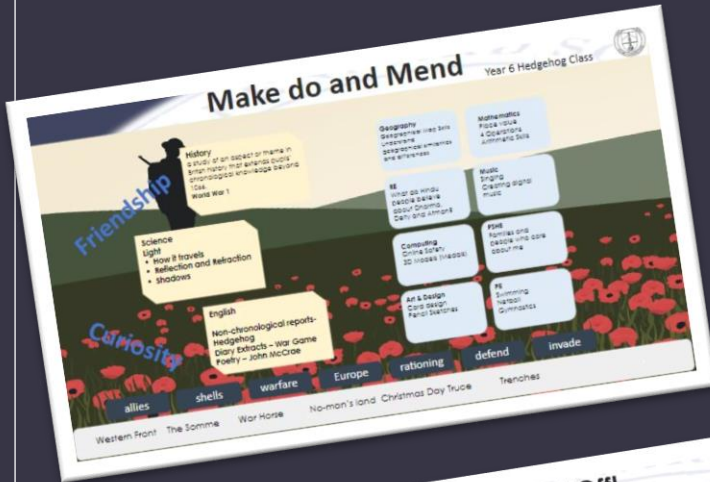 Make do and Mend
Year 6 Hedgehog Class
Friendship
Curiosity
History
a study of an aspect or theme in
British history that extends pupils'
chronological knowledge beyond
1066.
World War 1
Science
Light
• How it travels
• Reflection and Refraction
• Shadows
English
Non-chronological reports-
Hedgehog
Diary Extracts – War Game
Poetry – John McCrae
Geography
Geographical Map Skills
Understand
geographical similarities
and differences
Mathematics
Place value
4 Operations
Arithmetic Skills
RE
What do Hindu
people believe
about Dharma,
Deity and Atman?
Music
Singing
Creating digital
music
Computing
Online Safety
3D Models (Medals)
PSHE
Families and
people who care
about me
Art & Design
Card design
Pencil Sketches
PE
Swimming
Netball
Gymnastics
allies
shells
warfare
Europe
rationing
defend
invade
Western Front
The Somme
War Horse
No-man's land
Christmas Day Truce
Trenches